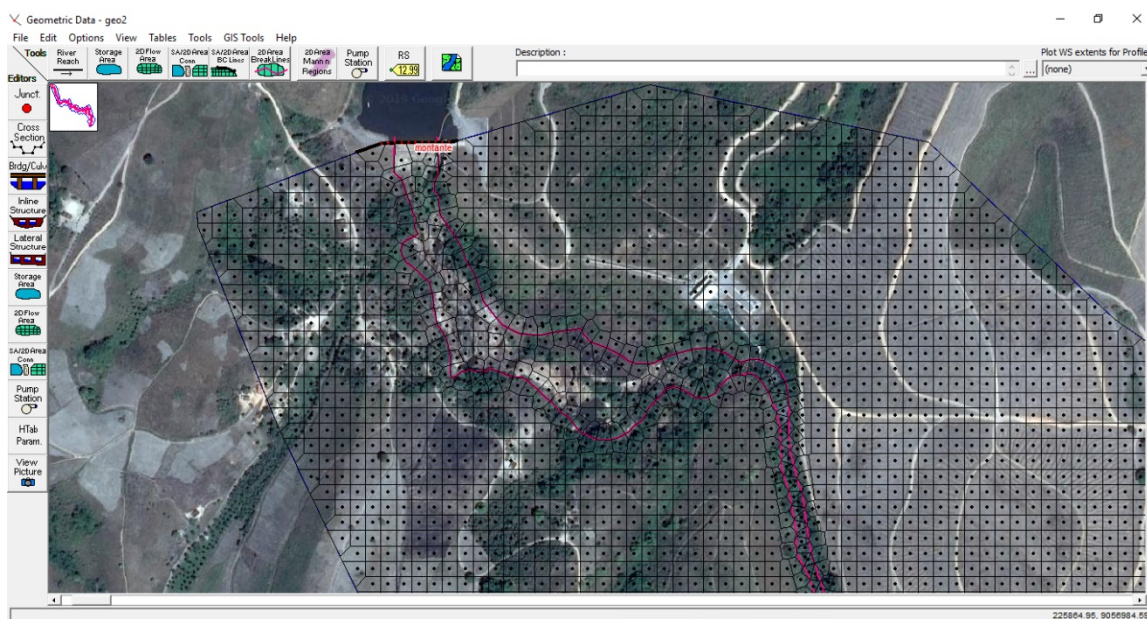 Geometric Data - geo2
File Edit Options View Tables Tools GIS Tools Help
Tools
Editors
River
Reach
Storage
Area
2D Flow
Area
SA/2D Area
Conn
SA/2D Area
BC Lines
2D Area
BreakLines
2D Area
Mann n
Regions
Pump
Station
RS
12.99
Description :
...
Plot WS extents for Profile
(none)
Junct.
Cross
Section
Brdg/Culv
Inline
Structure
Lateral
Structure
Storage
Area
2D Flow
Area
SA/2D Area
Conn
Pump
Station
HTab
Param.
View
Picture
montante
225864.95, 9056984.59